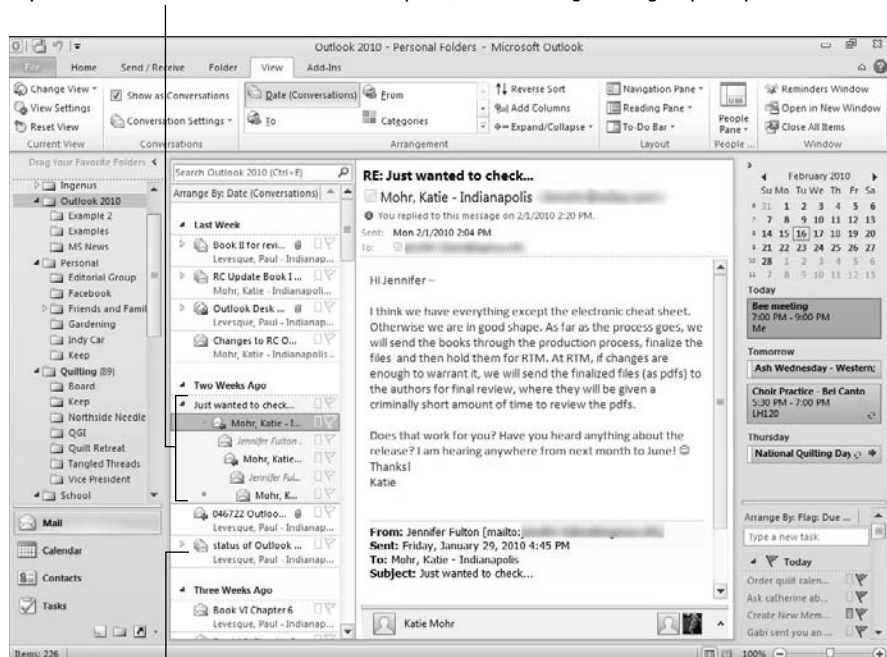 Outlook 2010 - Personal Folders - Microsoft Outlook
File Home Send / Receive Folder View Add-Ins
Change View
View Settings
Reset View
Current View
Show as Conversations
Conversation Settings
Conversations
Date (Conversations)
From
To
Categories
Reverse Sort
Add Columns
Expand/Collapse
Arrangement
Navigation Pane
Reading Pane
To-Do Bar
Layout
People
Pane
People ...
Reminders Window
Open in New Window
Close All Items
Window
Drag Your Favorite Folders
Ingenus
Outlook 2010
Example 2
Examples
MS News
Personal
Editorial Group
Facebook
Friends and Famil
Gardening
Indy Car
Keep
Quilting (89)
Board
Keep
Northside Needle
QGI
Quilt Retreat
Tangled Threads
Vice President
School
Mail
Calendar
Contacts
Tasks
Items: 226
Search Outlook 2010 (Ctrl+E)
Arrange By: Date (Conversations)
Last Week
Book II for revi...
Levesque, Paul - Indianap...
RC Update Book I...
Mohr, Katie - Indianapoli...
Outlook Desk ...
Levesque, Paul - Indianap...
Changes to RC O...
Mohr, Katie - Indianapolis...
Two Weeks Ago
Just wanted to check...
Mohr, Katie - I...
Jennifer Fulton .
Mohr, Katie...
Jennifer Ful...
Mohr, K...
046722 Outloo...
Levesque, Paul - Indianap...
status of Outlook ...
Levesque, Paul - Indianap...
Three Weeks Ago
Book VI Chapter 6
Levesque, Paul - Indianap...
RE: Just wanted to check...
Mohr, Katie - Indianapolis
You replied to this message on 2/1/2010 2:20 PM.
Sent: Mon 2/1/2010 2:04 PM
To:
Hi Jennifer –
I think we have everything except the electronic cheat sheet.
Otherwise we are in good shape. As far as the process goes, we
will send the books through the production process, finalize the
files and then hold them for RTM. At RTM, if changes are
enough to warrant it, we will send the finalized files (as pdfs) to
the authors for final review, where they will be given a
criminally short amount of time to review the pdfs.
Does that work for you? Have you heard anything about the
release? I am hearing anywhere from next month to June! ☺
Thanks!
Katie
From: Jennifer Fulton [mailto:
Sent: Friday, January 29, 2010 4:45 PM
To: Mohr, Katie - Indianapolis
Subject: Just wanted to check...
Katie Mohr
February 2010
Su Mo Tu We Th Fr Sa
6 31 1 2 3 4 5 6
7 7 8 9 10 11 12 13
8 14 15 16 17 18 19 20
9 21 22 23 24 25 26 27
10 28 1 2 3 4 5 6
11 7 8 9 10 11 12 13
Today
Bee meeting
7:00 PM - 9:00 PM
Me
Tomorrow
Ash Wednesday - Western;
Choir Practice - Bel Canto
5:30 PM - 7:00 PM
LH120
Thursday
National Quilting Day
Arrange By: Flag: Due ...
Type a new task
Today
Order quilt calen...
Ask catherine ab...
Create New Mem...
Gabi sent you an ...
100%